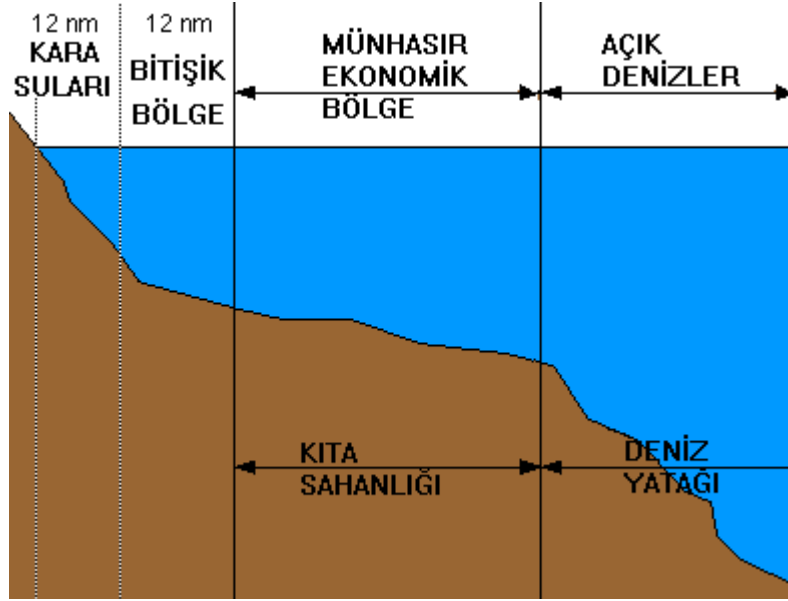 12 nm
KARA
SULARI
12 nm
BİTİŞİK
BÖLGE
MÜNHASIR
EKONOMİK
BÖLGE
AÇIK
DENİZLER
KITA
SAHANLIĞI
DENİZ
YATAĞI